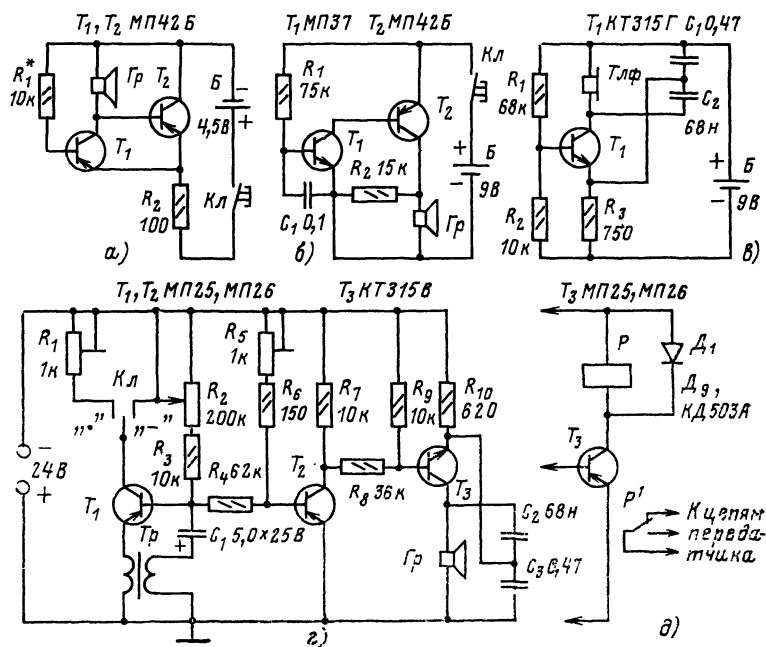 T1, T2 МП42Б
R1*
10к
Гр
T2
T1
Б
4,5В
R2
100
Кл
а)
T1 МП37 T2 МП42Б
R1
75к
Кл
T2
T1
R2 15к
C1 0,1
Б
9В
Гр
в)
T1 КТ315Г C1 0,47
R1
68к
Тлф
C2
68н
T1
R2
10к
R3
750
Б
9В
в)
T1, T2 МП25, МП26
T3 КТ315В
R1
1к
Кл
„•”
„–”
R2
200к
R3
10к
R5
1к
R6
150
R7
10к
R9
10к
R10
620
24В
R4 62к
T2
R8 36к
T3
T1
Тр
C1 5,0×25В
C2 68н
Гр
C3 0,47
г)
T3 МП25, МП26
Р
Д1
Д9,
КД503А
T3
Р1
К цепям
переда-
тчика
д)